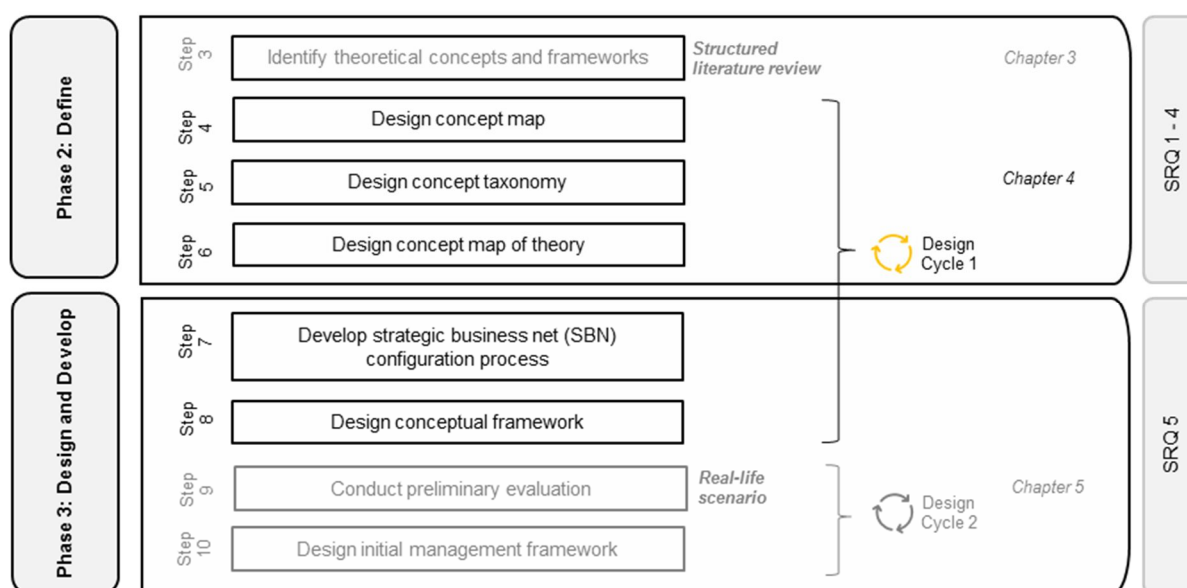 Phase 2: Define
Step
3
Identify theoretical concepts and frameworks
Structured
literature review
Chapter 3
Step
4
Design concept map
Step
5
Design concept taxonomy
Chapter 4
Step
6
Design concept map of theory
Design
Cycle 1
SRQ 1 - 4
Phase 3: Design and Develop
Step
7
Develop strategic business net (SBN)
configuration process
Step
8
Design conceptual framework
Step
9
Conduct preliminary evaluation
Real-life
scenario
Chapter 5
Step
10
Design initial management framework
Design
Cycle 2
SRQ 5